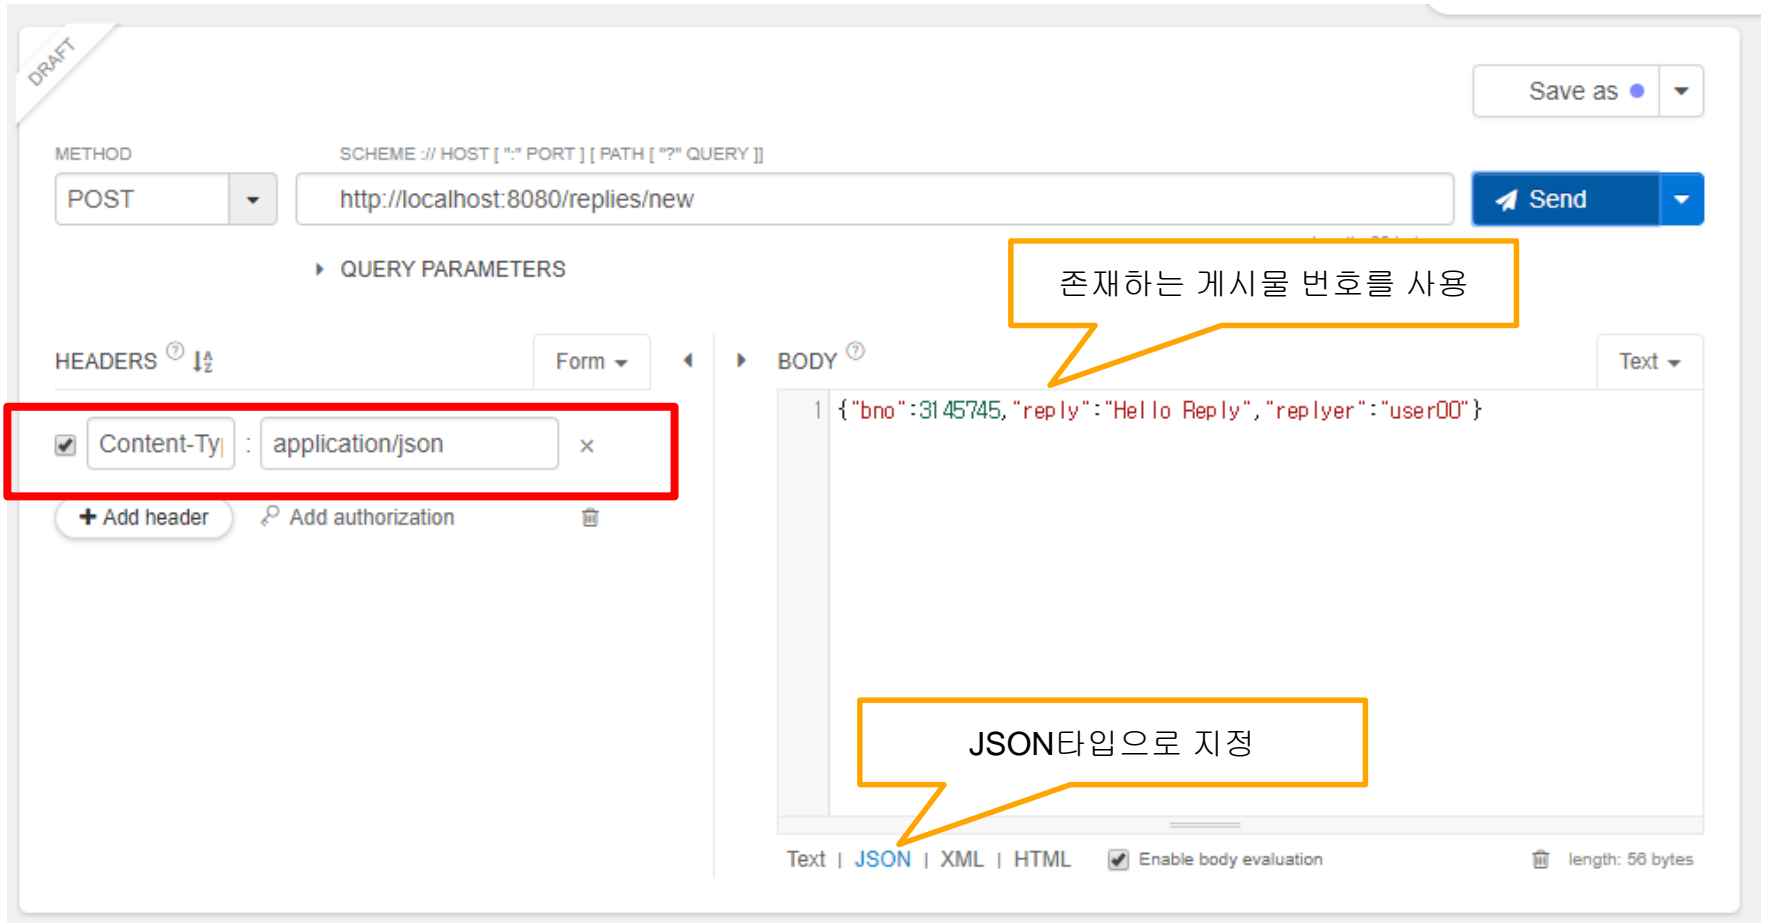 DRAFT
Save as
METHOD
SCHEME :// HOST [ ":" PORT ] [ PATH [ "?" QUERY ]]
POST
http://localhost:8080/replies/new
Send
QUERY PARAMETERS
존재하는 게시물 번호를 사용
HEADERS ? Form
BODY ? Text
Content-Ty : application/json ×
1 {"bno":3145745,"reply":"Hello Reply","replyer":"user00"}
+ Add header Add authorization
JSON타입으로 지정
Text | JSON | XML | HTML Enable body evaluation length: 56 bytes